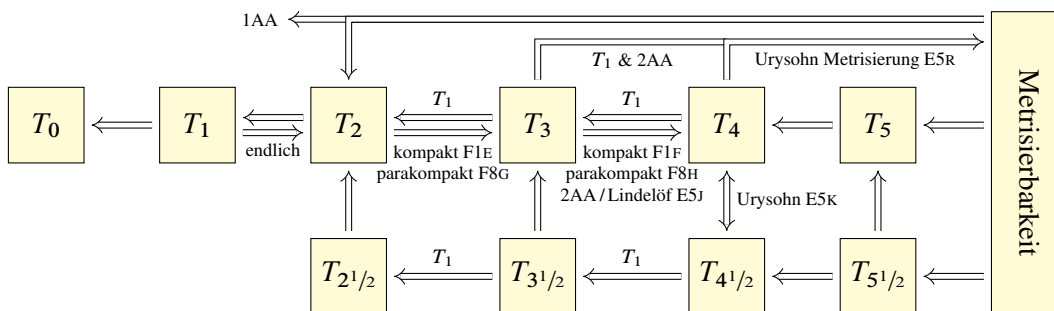 1AA
T₁ & 2AA
Urysohn Metrisierung E5R
T₀
T₁
endlich
T₂
T₁
kompakt F1E
parakompakt F8G
T₃
T₁
kompakt F1F
parakompakt F8H
2AA / Lindelöf E5J
T₄
T₅
Urysohn E5K
T₂1/2
T₁
T₃1/2
T₁
T₄1/2
T₅1/2
Metrisierbarkeit